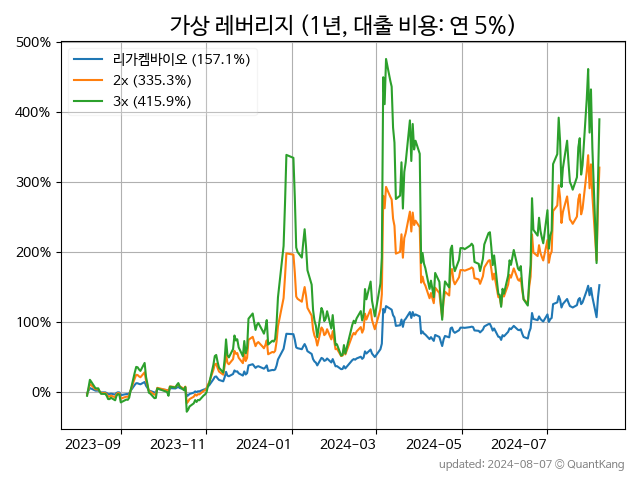 가상 레버리지 (1년, 대출 비용: 연 5%)
500%
400%
300%
200%
100%
0%
리가켐바이오 (157.1%)
2x (335.3%)
3x (415.9%)
2023-09
2023-11
2024-01
2024-03
2024-05
2024-07
updated: 2024-08-07 © QuantKang